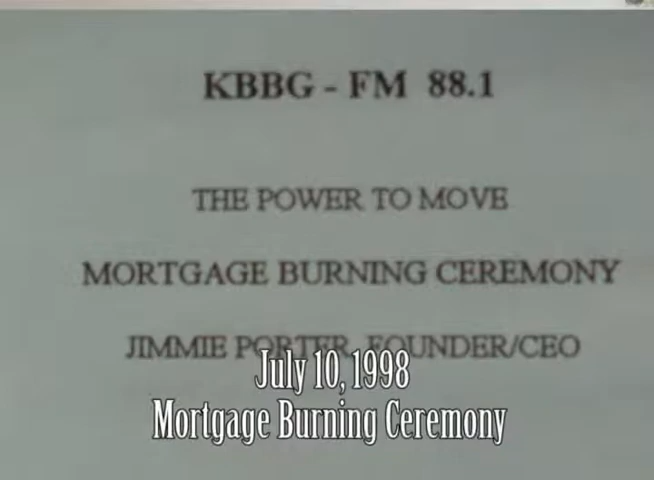 KBBG - FM 88.1
THE POWER TO MOVE
MORTGAGE BURNING CEREMONY
JIMMIE PORTER, FOUNDER/CEO
July 10, 1998
Mortgage Burning Ceremony